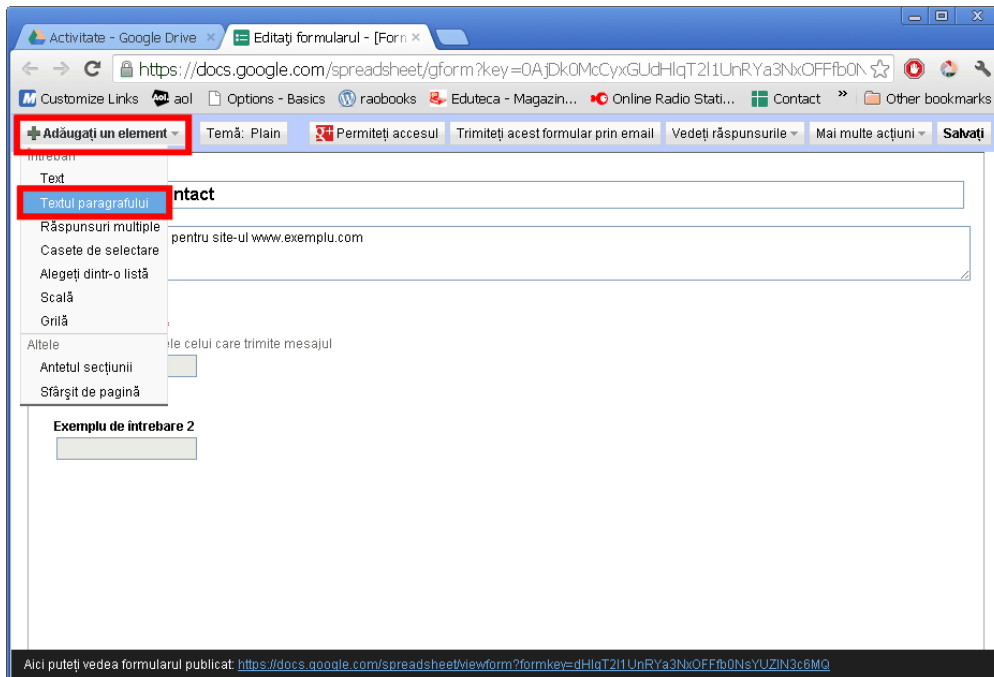 Activitate - Google Drive × Editați formularul - [Forn ×
https://docs.google.com/spreadsheet/gform?key=0AjDk0McCyxGUdHlqT2l1UnRYa3NxOFFfb0N
Customize Links Aol. aol Options - Basics raobooks Eduteca - Magazin... Online Radio Stati... Contact » Other bookmarks
Adăugați un element Temă: Plain Permiteți accesul Trimiteți acest formular prin email Vedeți răspunsurile Mai multe acțiuni Salvați
Întrebări
Text
Textul paragrafului
ntact
Răspunsuri multiple
pentru site-ul www.exemplu.com
Casete de selectare
Alegeți dintr-o listă
Scală
Grilă
Altele
ele celui care trimite mesajul
Antetul secțiunii
Sfârșit de pagină
Exemplu de întrebare 2
Aici puteți vedea formularul publicat: https://docs.google.com/spreadsheet/viewform?formkey=dHlqT2l1UnRYa3NxOFFfb0NsYUZIN3c6MQ